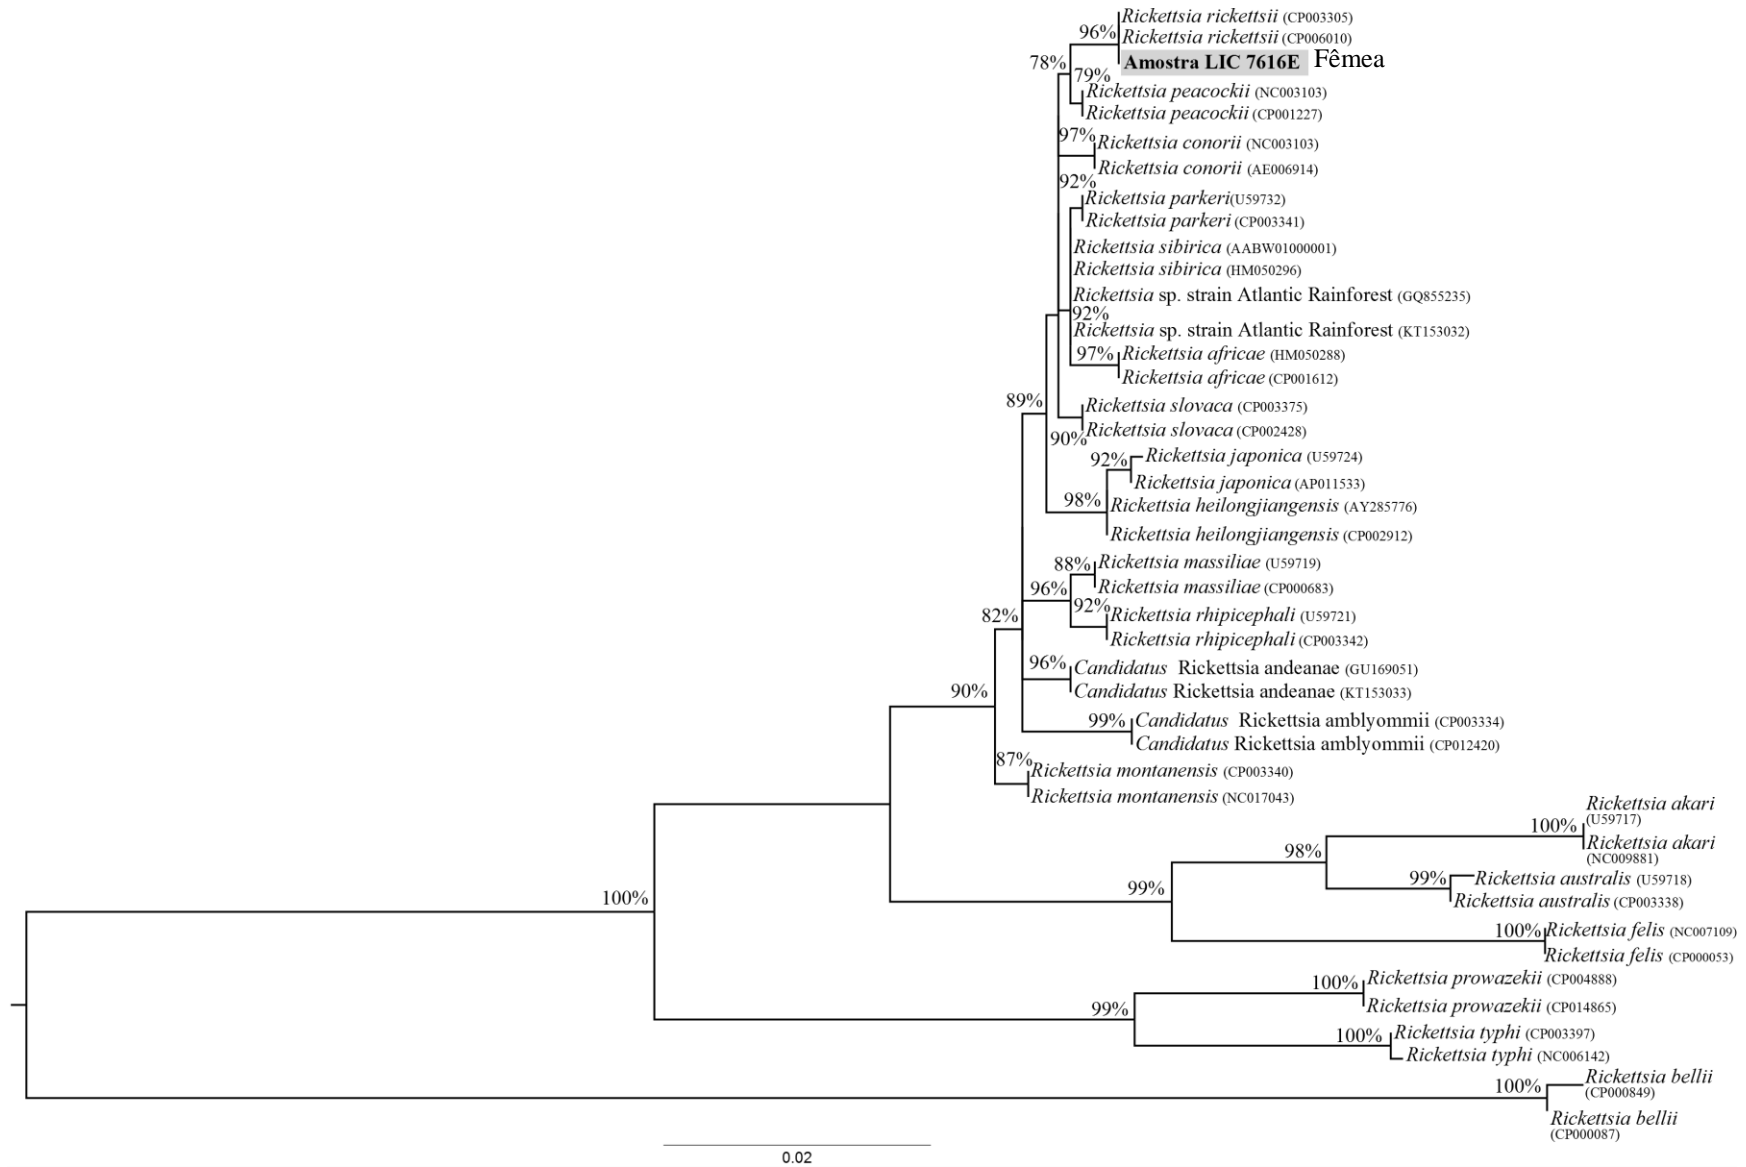 Rickettsia rickettsii (CP003305)
96%
Rickettsia rickettsii (CP006010)
Amostra LIC 7616E Fêmea
78%
79%
Rickettsia peacockii (NC003103)
Rickettsia peacockii (CP001227)
97%
Rickettsia conorii (NC003103)
Rickettsia conorii (AE006914)
92%
Rickettsia parkeri(U59732)
Rickettsia parkeri (CP003341)
Rickettsia sibirica (AABW01000001)
Rickettsia sibirica (HM050296)
Rickettsia sp. strain Atlantic Rainforest (GQ855235)
92%
Rickettsia sp. strain Atlantic Rainforest (KT153032)
97%
Rickettsia africae (HM050288)
Rickettsia africae (CP001612)
89%
Rickettsia slovaca (CP003375)
Rickettsia slovaca (CP002428)
90%
Rickettsia japonica (U59724)
92%
Rickettsia japonica (AP011533)
98%
Rickettsia heilongjiangensis (AY285776)
Rickettsia heilongjiangensis (CP002912)
88%
Rickettsia massiliae (U59719)
96%
Rickettsia massiliae (CP000683)
92%
Rickettsia rhipicephali (U59721)
82%
Rickettsia rhipicephali (CP003342)
96%
Candidatus Rickettsia andeanae (GU169051)
Candidatus Rickettsia andeanae (KT153033)
90%
99%
Candidatus Rickettsia amblyommii (CP003334)
Candidatus Rickettsia amblyommii (CP012420)
87%
Rickettsia montanensis (CP003340)
Rickettsia montanensis (NC017043)
Rickettsia akari
(U59717)
100%
Rickettsia akari
(NC009881)
98%
99%
Rickettsia australis (U59718)
99%
Rickettsia australis (CP003338)
100%
100%
Rickettsia felis (NC007109)
Rickettsia felis (CP000053)
100%
Rickettsia prowazekii (CP004888)
Rickettsia prowazekii (CP014865)
99%
100%
Rickettsia typhi (CP003397)
Rickettsia typhi (NC006142)
100%
Rickettsia bellii
(CP000849)
Rickettsia bellii
(CP000087)
0.02